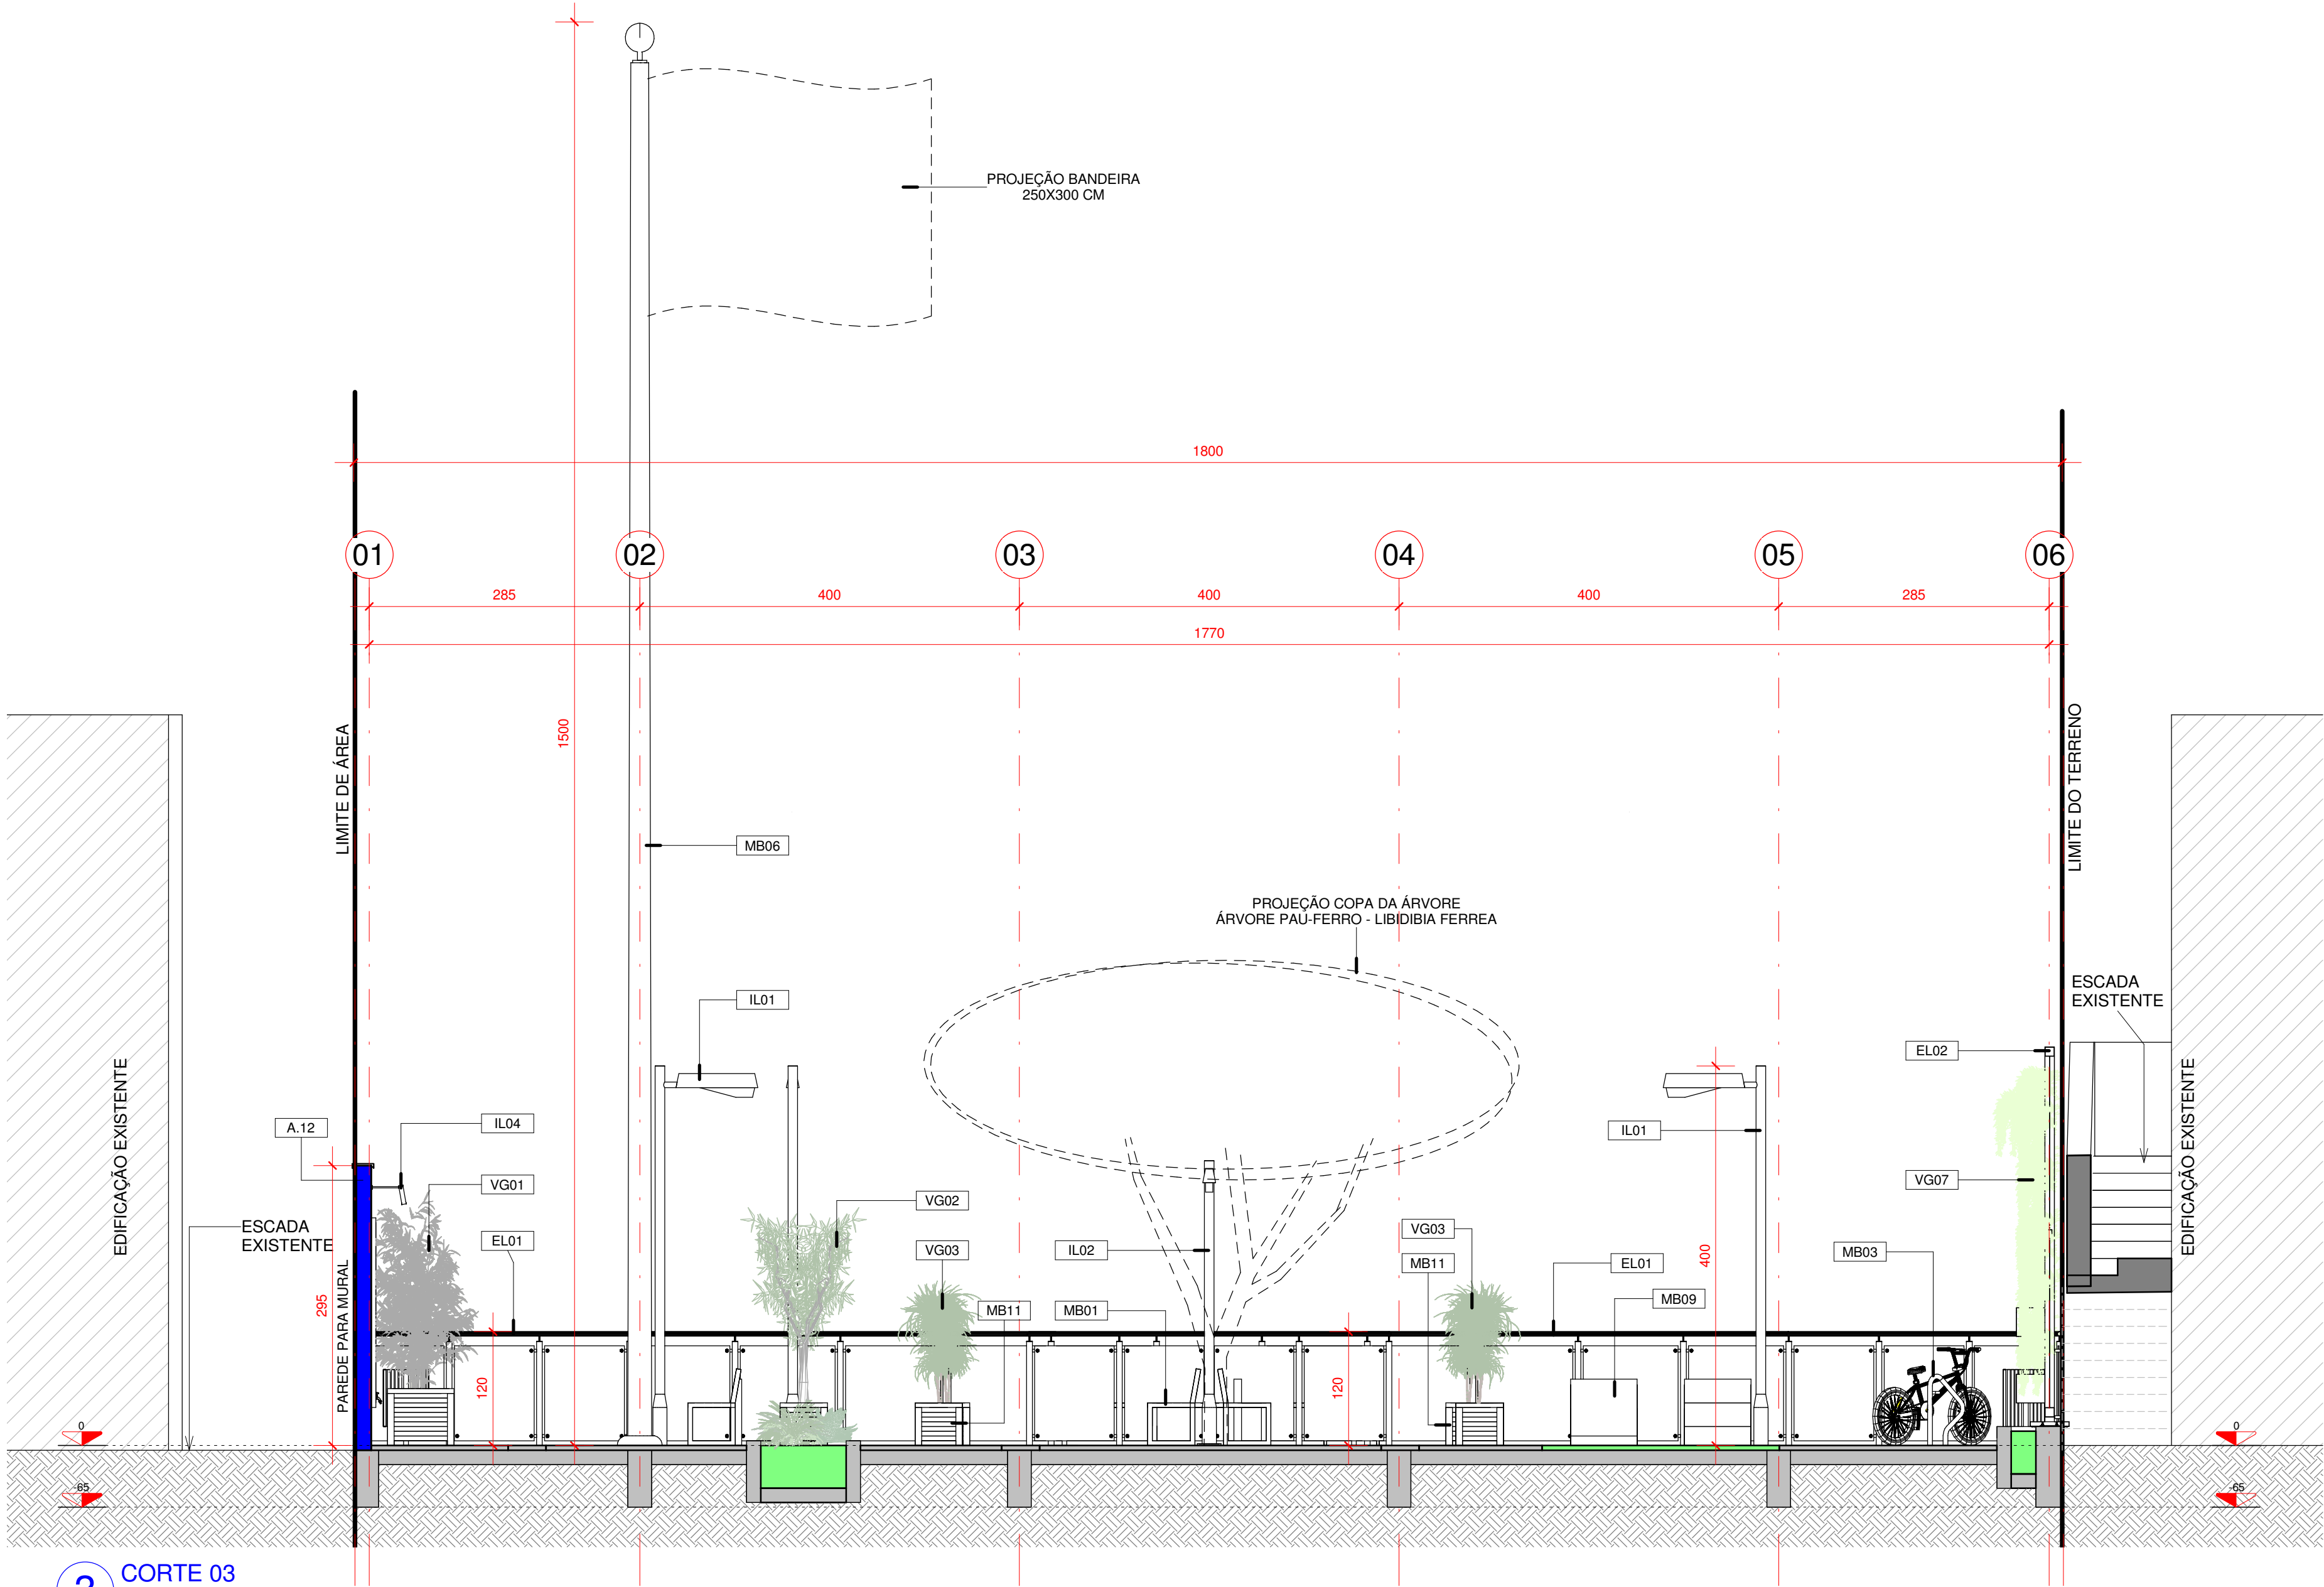 PROJEÇÃO BANDEIRA
250X300 CM
1800
01
02
03
04
05
06
285
400
400
400
285
1770
1500
LIMITE DE ÁREA
LIMITE DO TERRENO
MB06
PROJEÇÃO COPA DA ÁRVORE
ÁRVORE PAU-FERRO - LIBIDIBIA FERREA
IL01
ESCADA
EXISTENTE
EL02
EDIFICAÇÃO EXISTENTE
EDIFICAÇÃO EXISTENTE
A.12
IL04
IL01
VG01
VG07
VG02
ESCADA
EXISTENTE
EL01
VG03
IL02
VG03
MB11
EL01
400
MB03
295
PAREDE PARA MURAL
MB11
MB01
MB09
120
120
0
0
-65
-65
CORTE 03